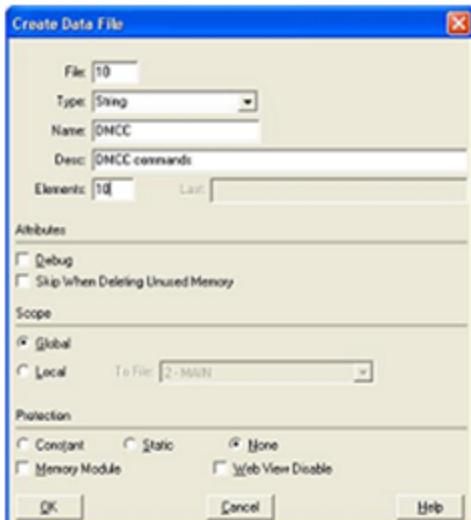 Create Data File
File: 10
Type: String
Name: DMCC
Desc: DMCC commands
Elements: 10 Last:
Attributes
Debug
Skip When Deleting Unused Memory
Scope
Global
Local To File: 2 - MAIN
Protection
Constant Static None
Memory Module Web View Disable
OK Cancel Help